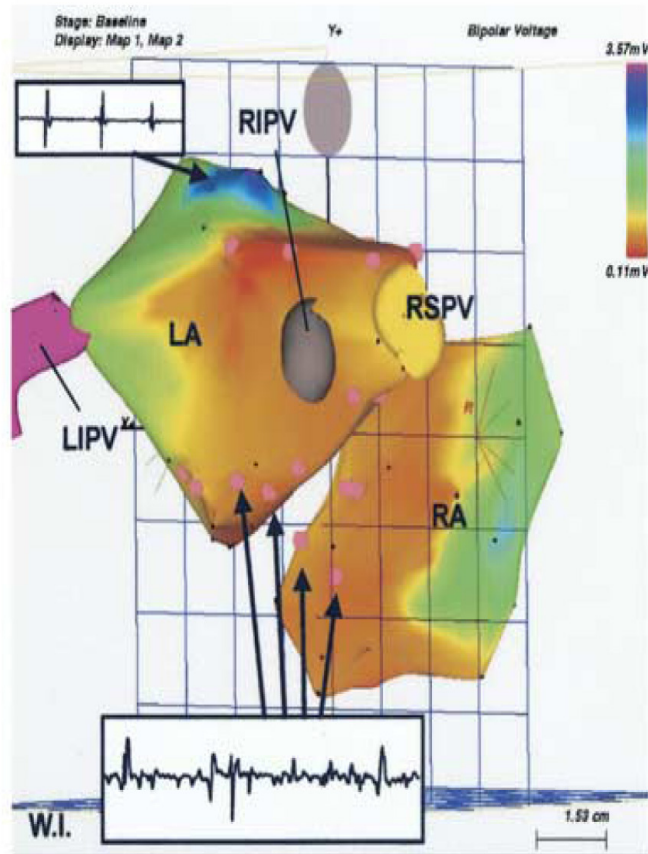 Stage: Baseline
Display: Map 1, Map 2
Y+
Bipolar Voltage
3.57mV
RIPV
0.11mV
RSPV
LA
LIPV
R
RA
W.I.
1.53 cm